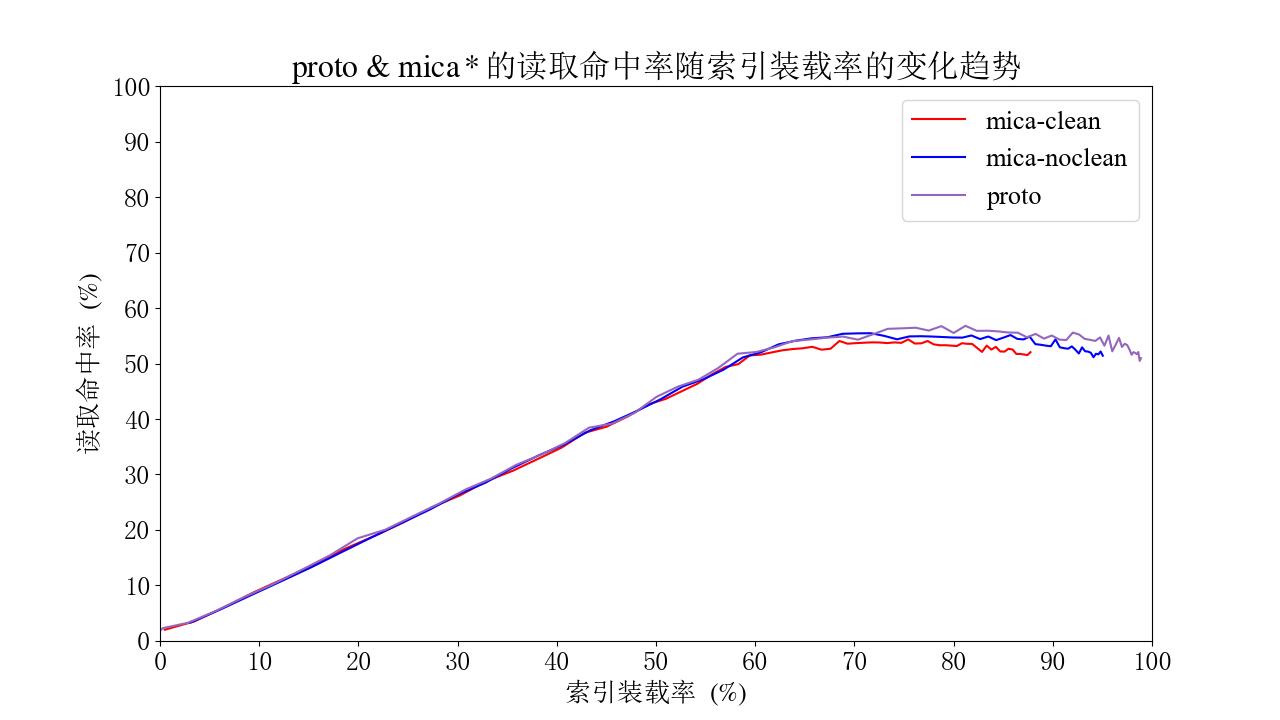 proto & mica * 的读取命中率随索引装载率的变化趋势
100
90
80
70
60
50
40
30
20
10
0
读取命中率 (%)
mica-clean
mica-noclean
proto
0 10 20 30 40 50 60 70 80 90 100
索引装载率 (%)